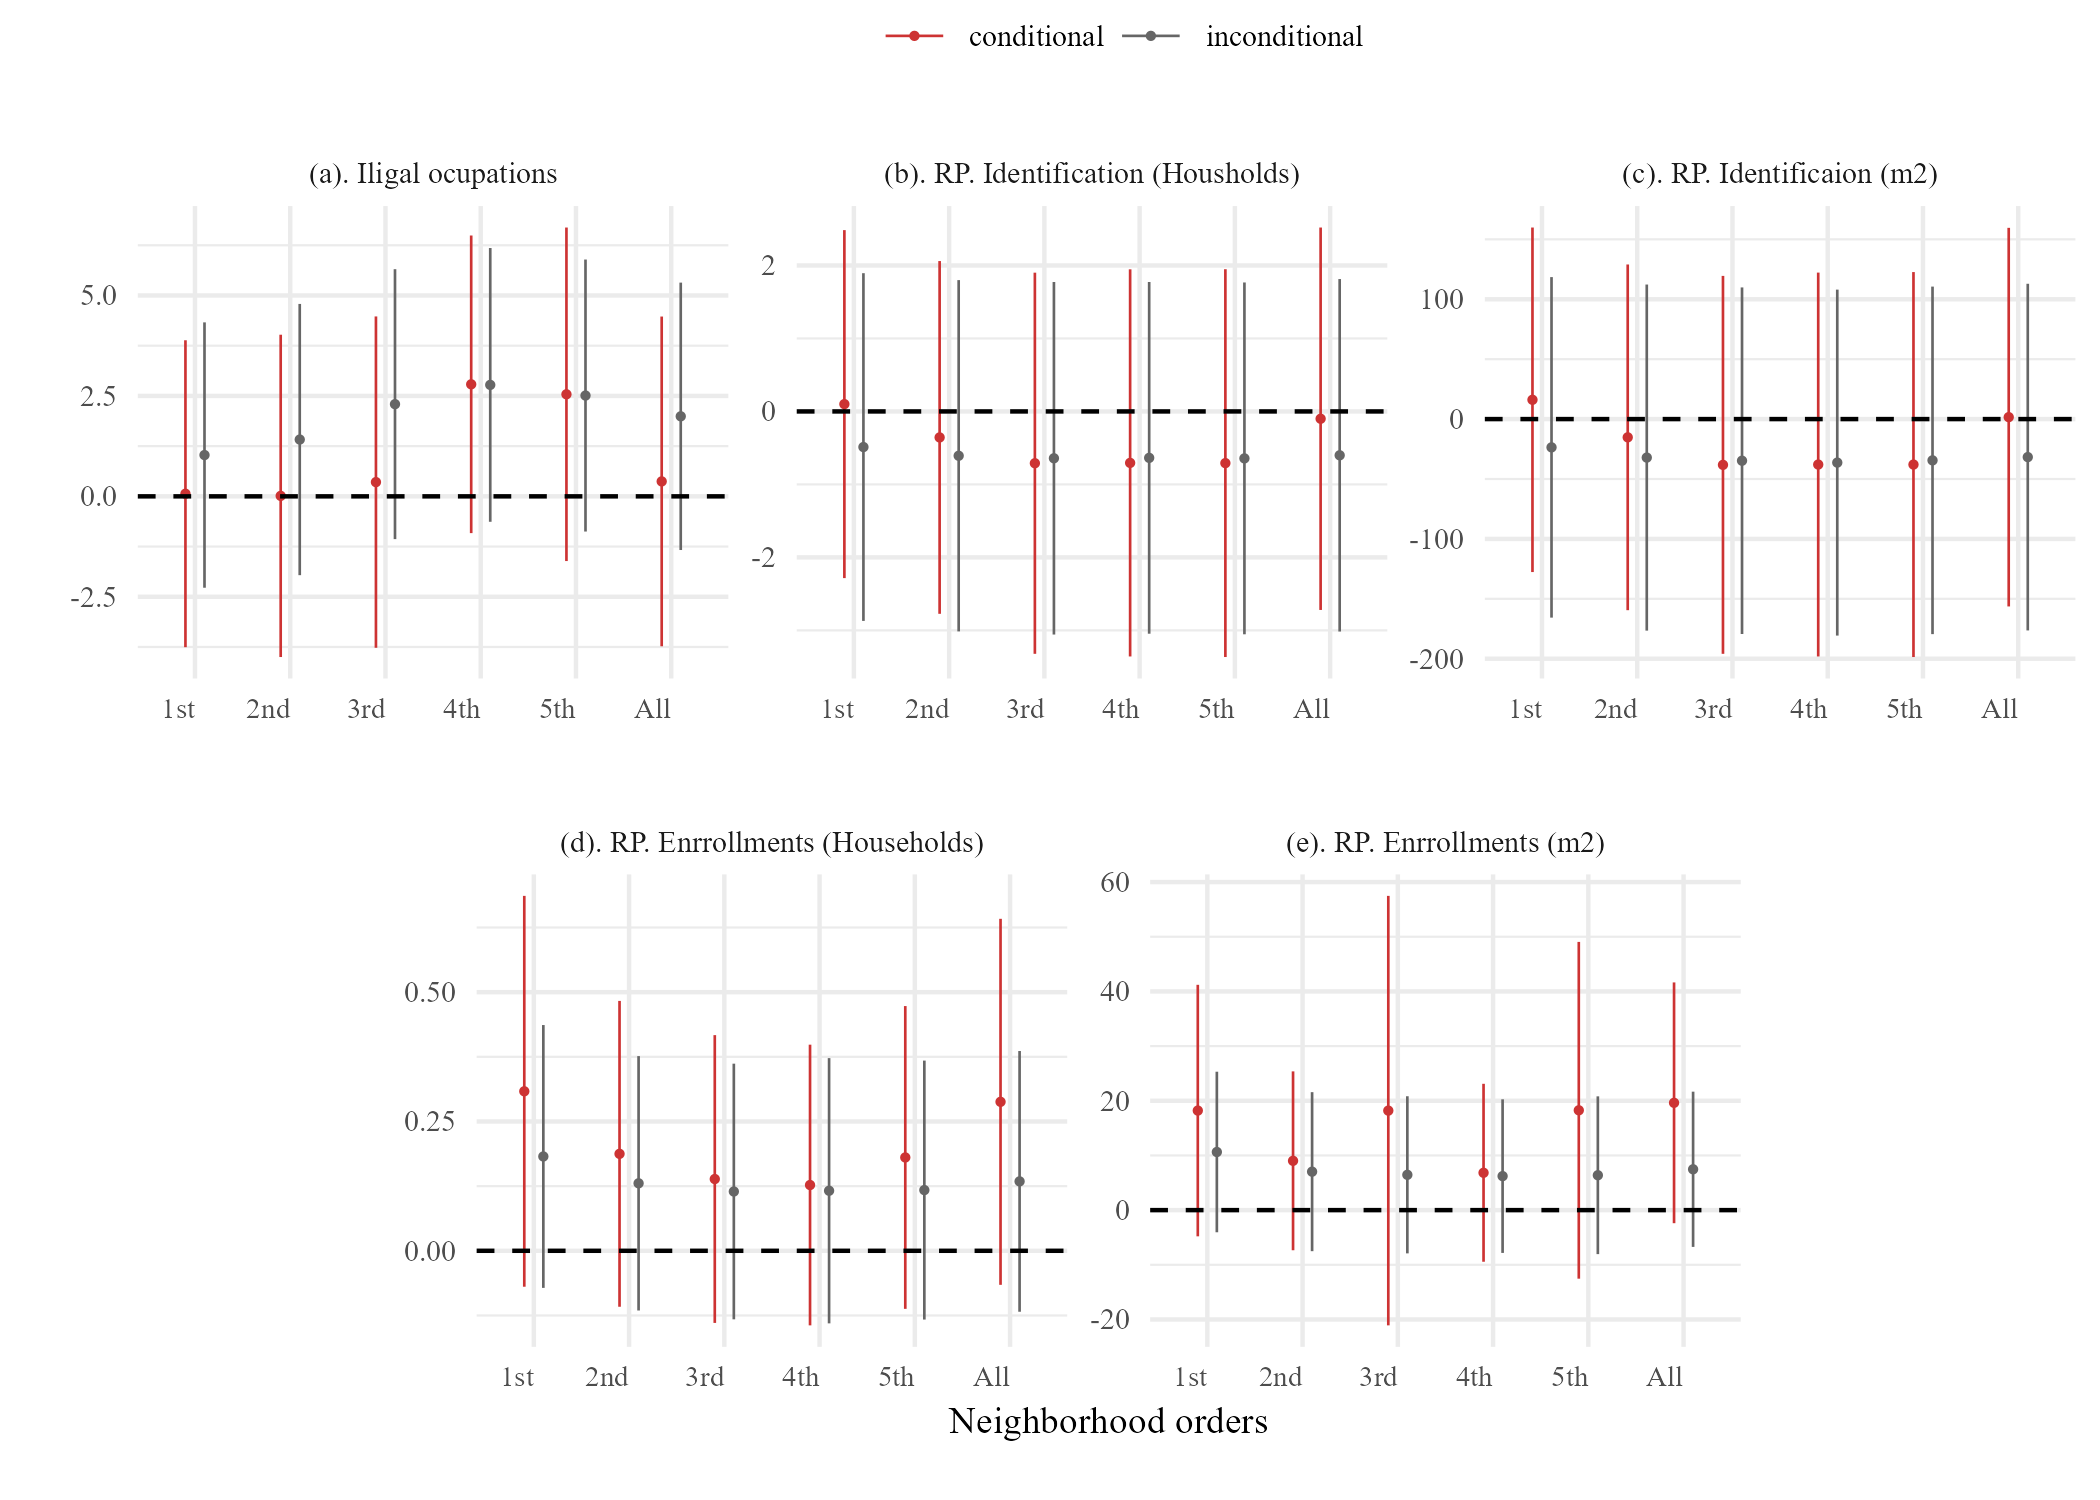 conditional inconditional
(a). Iligal ocupations
(b). RP. Identification (Housholds)
(c). RP. Identificaion (m2)
5.0
2.5
0.0
-2.5
1st 2nd 3rd 4th 5th All
2
0
-2
1st 2nd 3rd 4th 5th All
100
0
-100
-200
1st 2nd 3rd 4th 5th All
(d). RP. Enrrollments (Households)
(e). RP. Enrrollments (m2)
0.50
0.25
0.00
1st 2nd 3rd 4th 5th All
60
40
20
0
-20
1st 2nd 3rd 4th 5th All
Neighborhood orders